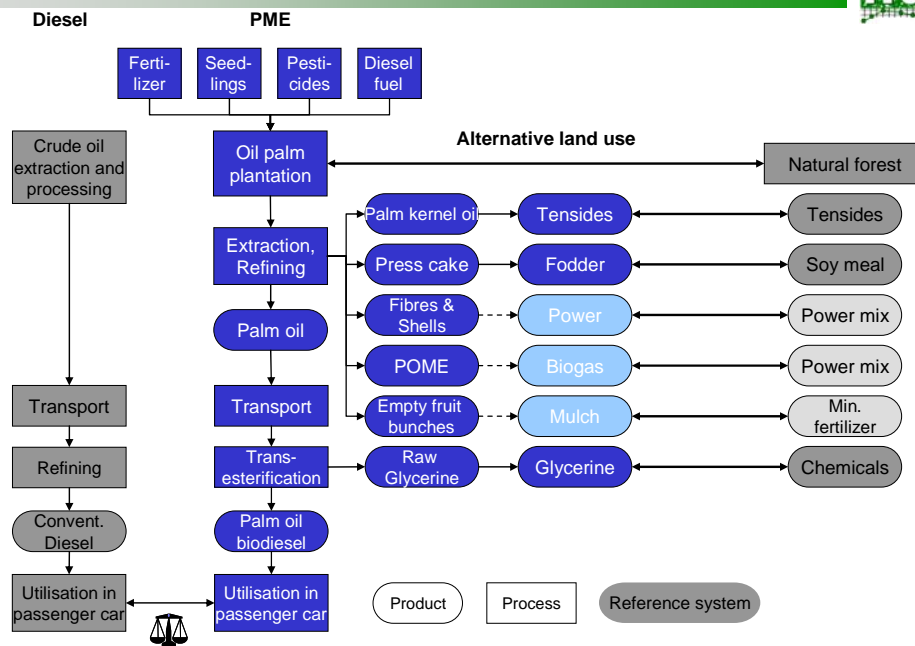 Diesel
PME
Ferti-
lizer
Seed-
lings
Pesti-
cides
Diesel
fuel
Crude oil
extraction and
processing
Oil palm
plantation
Alternative land use
Natural forest
Palm kernel oil
Tensides
Tensides
Extraction,
Refining
Press cake
Fodder
Soy meal
Fibres &
Shells
Power
Power mix
Palm oil
POME
Biogas
Power mix
Transport
Transport
Empty fruit
bunches
Mulch
Min.
fertilizer
Refining
Trans-
esterification
Raw
Glycerine
Glycerine
Chemicals
Convent.
Diesel
Palm oil
biodiesel
Utilisation in
passenger car
Utilisation in
passenger car
Product
Process
Reference system